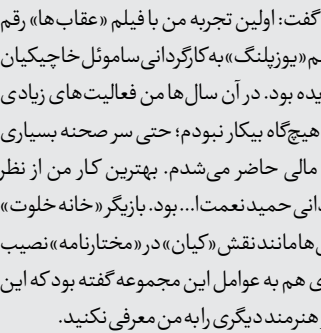 گفت: اولین تجربه من با فیلم «عقاب‌ها» رقم
م «یوزپلنگ» به کارگردانی ساموئل خاچیکیان
یده بود. در آن سال‌ها من فعالیت‌های زیادی
هیچ‌گاه بیکار نبودم؛ حتی سر صحنه بسیاری
مالی حاضر می‌شدم. بهترین کار من از نظر
دانی حمید نعمت‌ا... بود. بازیگر «خانه خلوت»
ش‌ها مانند نقش «کیان» در «مختارنامه» نصیب
ی هم به عوامل این مجموعه گفته بود که این
هنرمند دیگری را به من معرفی نکنید.